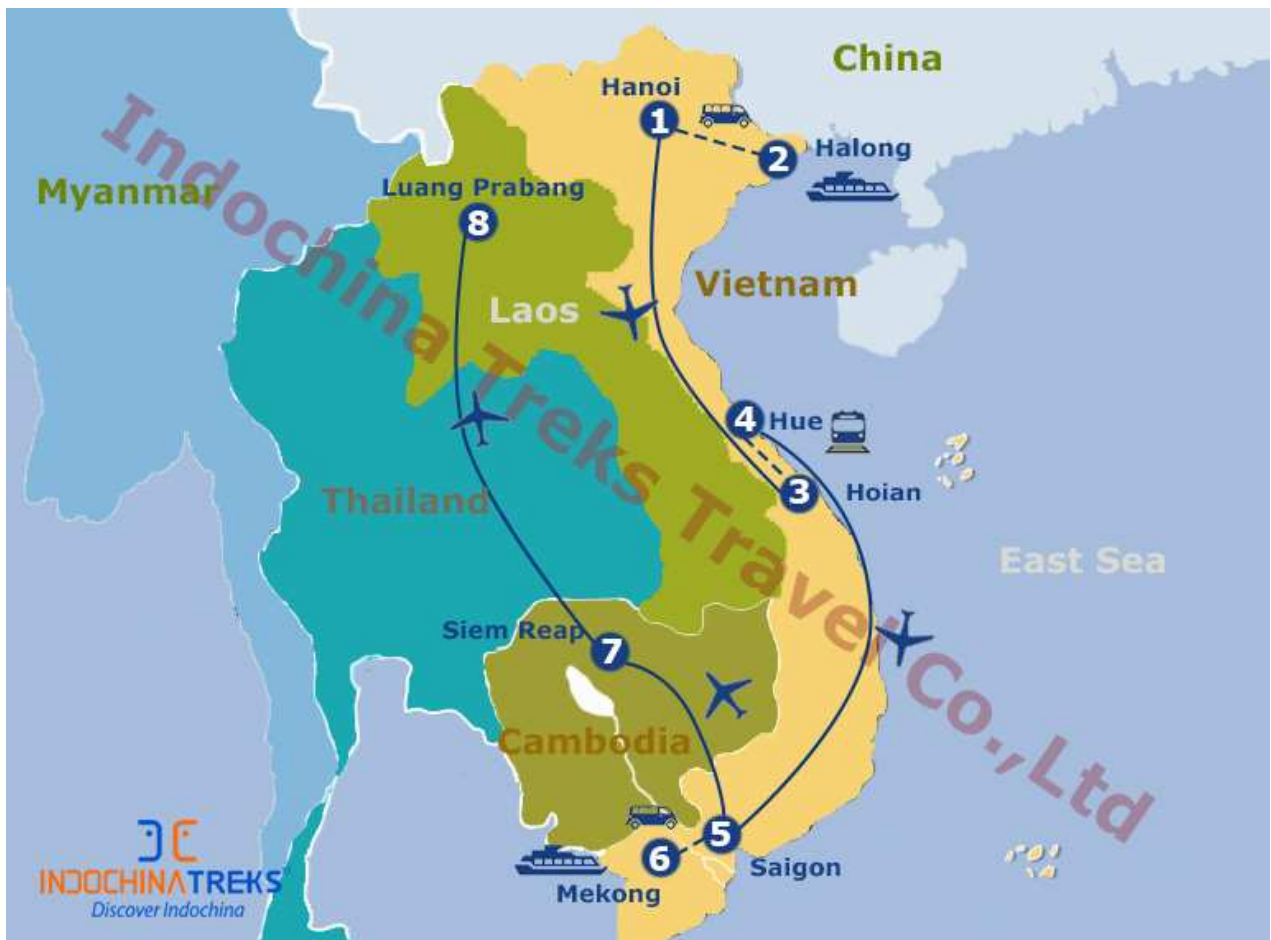 China
Hanoi
1
2
Halong
Myanmar
Luang Prabang
8
Vietnam
Laos
4
Hue
3
Hoian
Thailand
East Sea
Siem Reap
7
Cambodia
5
6
Saigon
Mekong
Indochina Treks Travel Co.,Ltd
INDOCHINATREKS
Discover Indochina